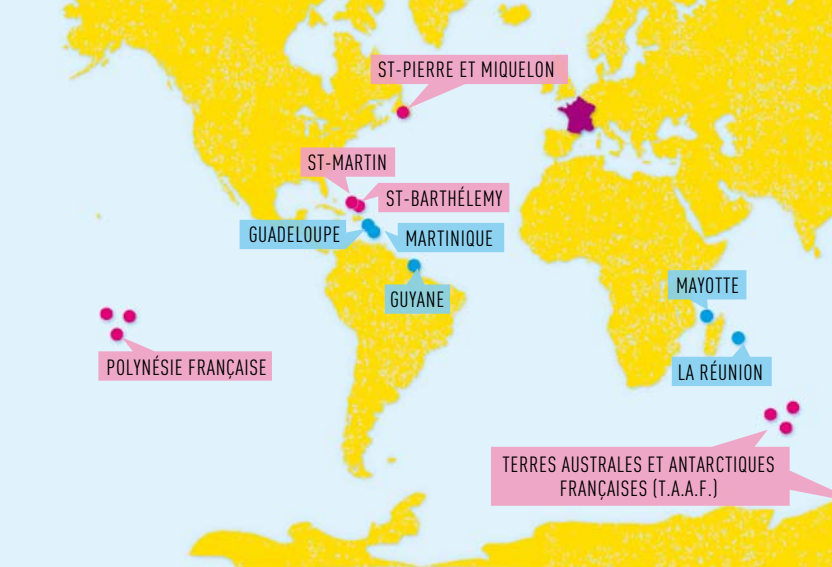 ST-PIERRE ET MIQUELON
ST-MARTIN
ST-BARTHÉLEMY
GUADELOUPE
MARTINIQUE
GUYANE
MAYOTTE
POLYNÉSIE FRANÇAISE
LA RÉUNION
TERRES AUSTRALES ET ANTARCTIQUES
FRANÇAISES (T.A.A.F.)